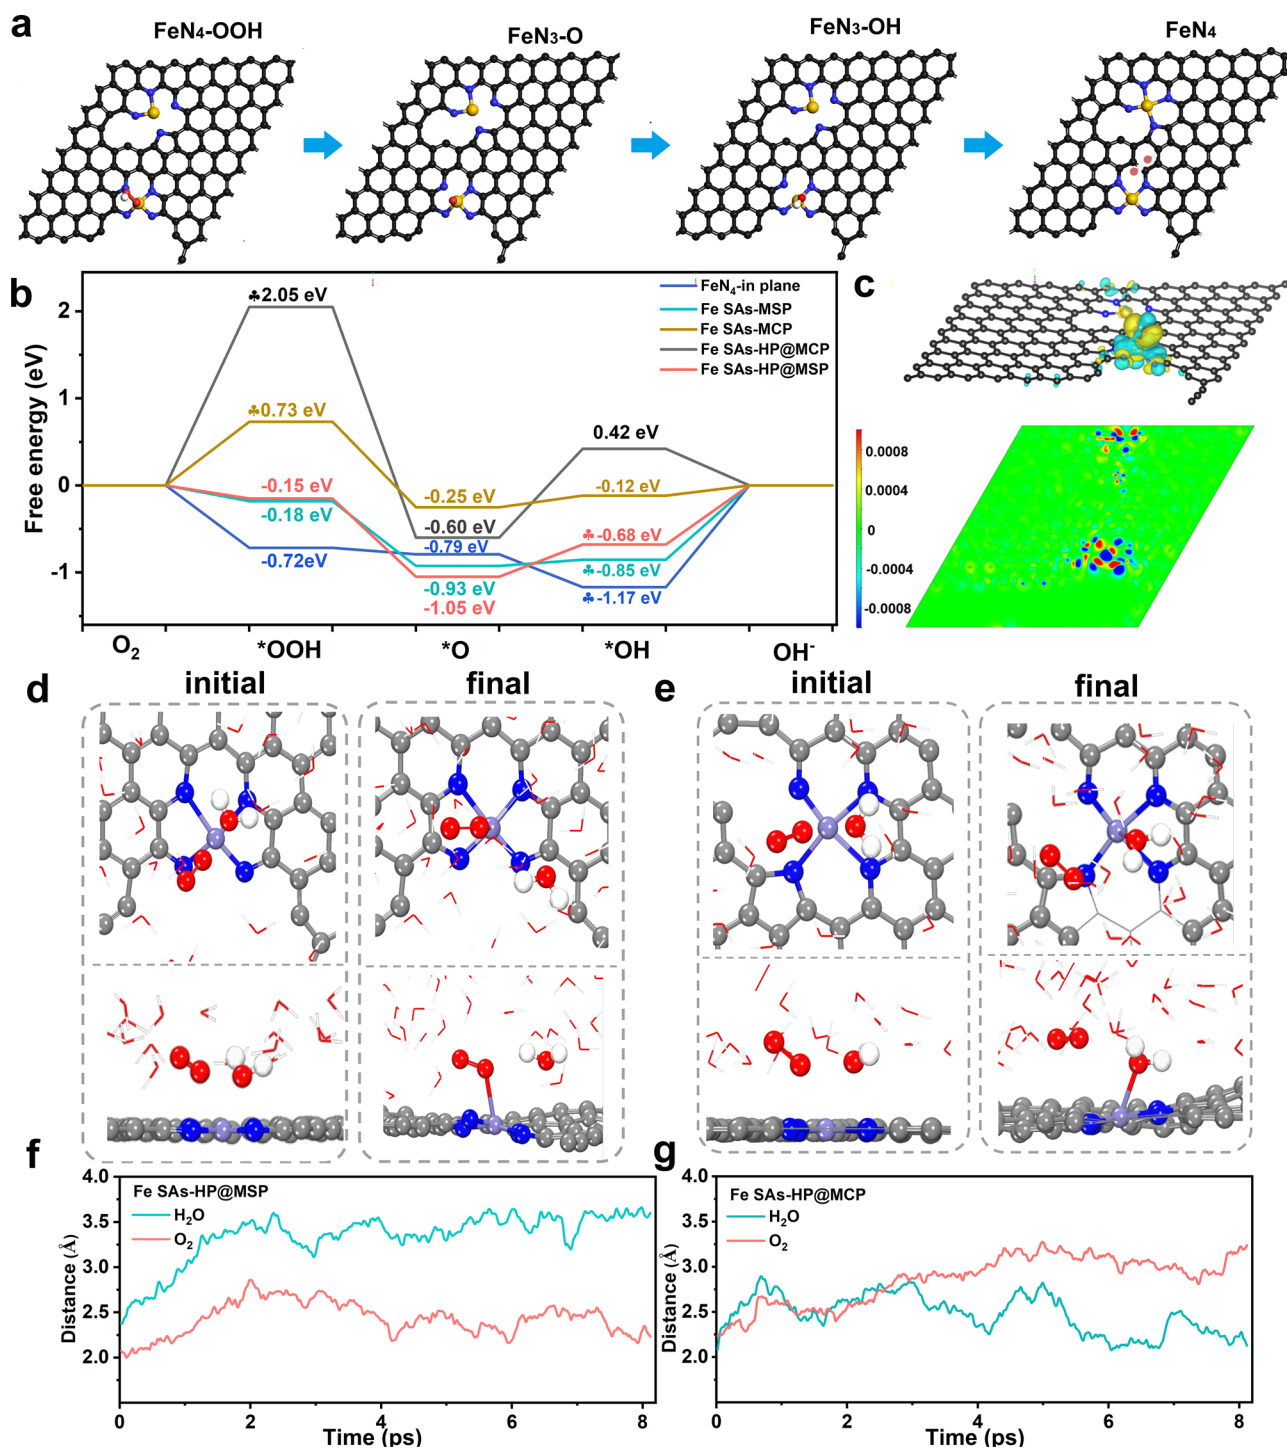 a
FeN4-OOH
FeN3-O
FeN3-OH
FeN4
b
Free energy (eV)
2
1
0
-1
♣2.05 eV
♣0.73 eV
-0.15 eV
-0.18 eV
-0.72eV
-0.25 eV
-0.60 eV
-0.79 eV
-0.93 eV
-1.05 eV
0.42 eV
-0.12 eV
♣-0.68 eV
♣-0.85 eV
♣-1.17 eV
FeN4-in plane
Fe SAs-MSP
Fe SAs-MCP
Fe SAs-HP@MCP
Fe SAs-HP@MSP
O2
*OOH
*O
*OH
OH-
c
0.0008
0.0004
0
-0.0004
-0.0008
d
initial
final
e
initial
final
f
Distance (Å)
4.0
3.5
3.0
2.5
2.0
Fe SAs-HP@MSP
H2O
O2
0
2
4
6
8
Time (ps)
g
Distance (Å)
4.0
3.5
3.0
2.5
2.0
Fe SAs-HP@MCP
H2O
O2
0
2
4
6
8
Time (ps)